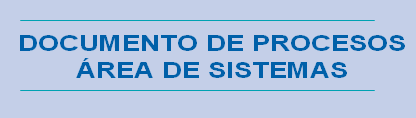 DOCUMENTO DE PROCESOS
ÁREA DE SISTEMAS